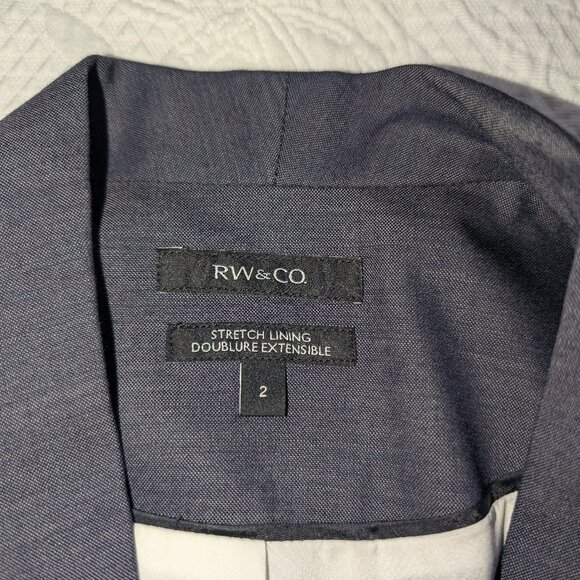 RW&CO.
STRETCH LINING
DOUBLURE EXTENSIBLE
2